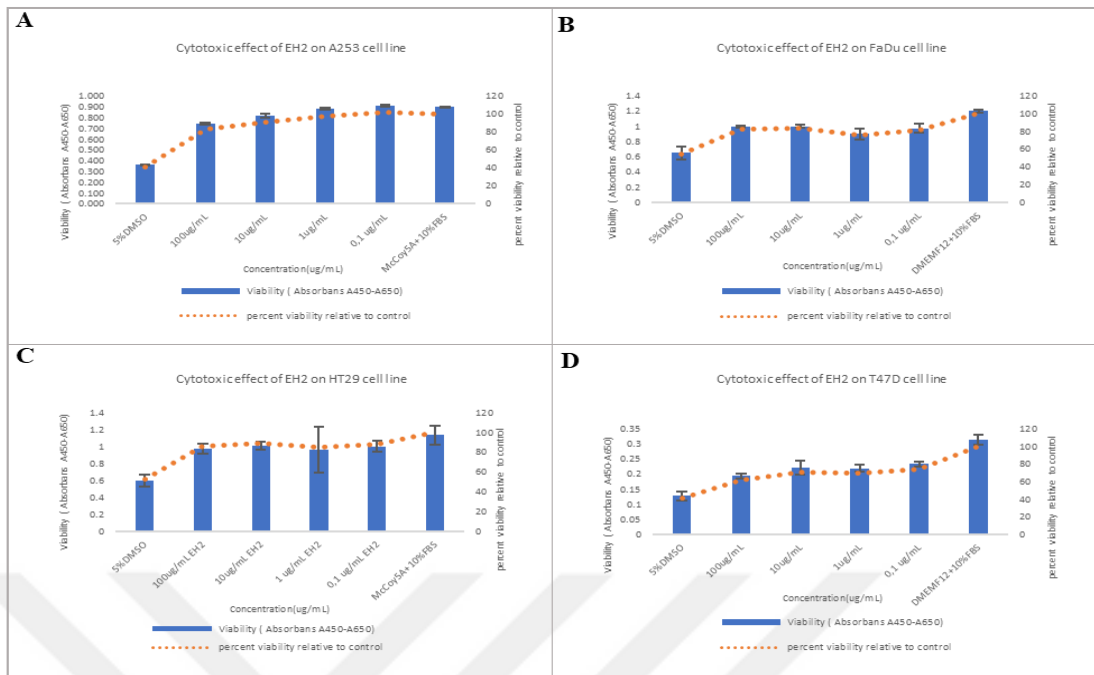 A
Cytotoxic effect of EH2 on A253 cell line
Viability ( Absorbans A450-A650)
1.000
0.900
0.800
0.700
0.600
0.500
0.400
0.300
0.200
0.100
0.000
120
100
80
60
40
20
0
percent viability relative to control
5%DMSO
100ug/mL
10ug/mL
1ug/mL
0,1 ug/mL
McCoy5A+10%FBS
Concentration(ug/mL)
Viability ( Absorbans A450-A650)
percent viability relative to control
B
Cytotoxic effect of EH2 on FaDu cell line
Viability ( Absorbans A450-A650)
1.4
1.2
1
0.8
0.6
0.4
0.2
0
120
100
80
60
40
20
0
percent viability relative to control
5%DMSO
100ug/mL
10ug/mL
1ug/mL
0,1 ug/mL
DMEMF12+10%FBS
Concentration(ug/mL)
Viability ( Absorbans A450-A650)
percent viability relative to control
C
Cytotoxic effect of EH2 on HT29 cell line
Viability ( Absorbans A450-A650)
1.4
1.2
1
0.8
0.6
0.4
0.2
0
120
100
80
60
40
20
0
percent viability relative to control
5%DMSO
100ug/mL EH2
10ug/mL EH2
1 ug/mL EH2
0,1 ug/mL EH2
McCoy5A+10%FBS
Concentration(ug/mL)
Viability ( Absorbans A450-A650)
percent viability relative to control
D
Cytotoxic effect of EH2 on T47D cell line
Viability ( Absorbans A450-A650)
0.35
0.3
0.25
0.2
0.15
0.1
0.05
0
120
100
80
60
40
20
0
percent viability relative to control
5%DMSO
100ug/mL
10ug/mL
1ug/mL
0,1 ug/mL
DMEMF12+10%FBS
Concentration(ug/mL)
Viability ( Absorbans A450-A650)
percent viability relative to control